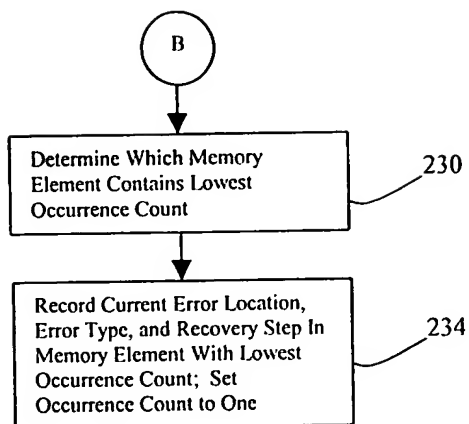 B
Determine Which Memory
Element Contains Lowest
Occurrence Count
230
Record Current Error Location,
Error Type, and Recovery Step In
Memory Element With Lowest
Occurrence Count; Set
Occurrence Count to One
234